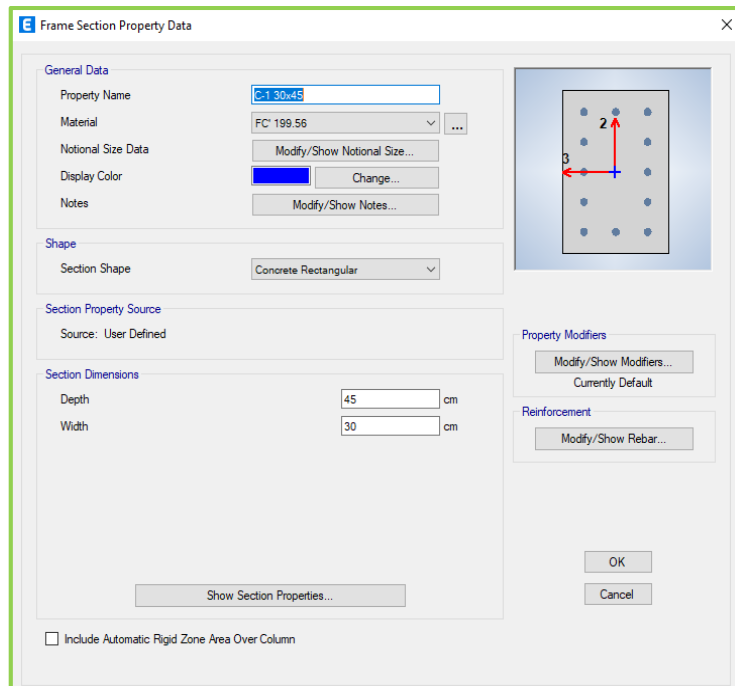 E Frame Section Property Data
General Data
Property Name C-1 30x45
Material FC' 199.56 ...
Notional Size Data Modify/Show Notional Size...
Display Color Change...
Notes Modify/Show Notes...
2
3
Shape
Section Shape Concrete Rectangular
Section Property Source
Source: User Defined
Property Modifiers
Modify/Show Modifiers...
Currently Default
Section Dimensions
Depth 45 cm
Width 30 cm
Reinforcement
Modify/Show Rebar...
Show Section Properties...
OK
Cancel
Include Automatic Rigid Zone Area Over Column